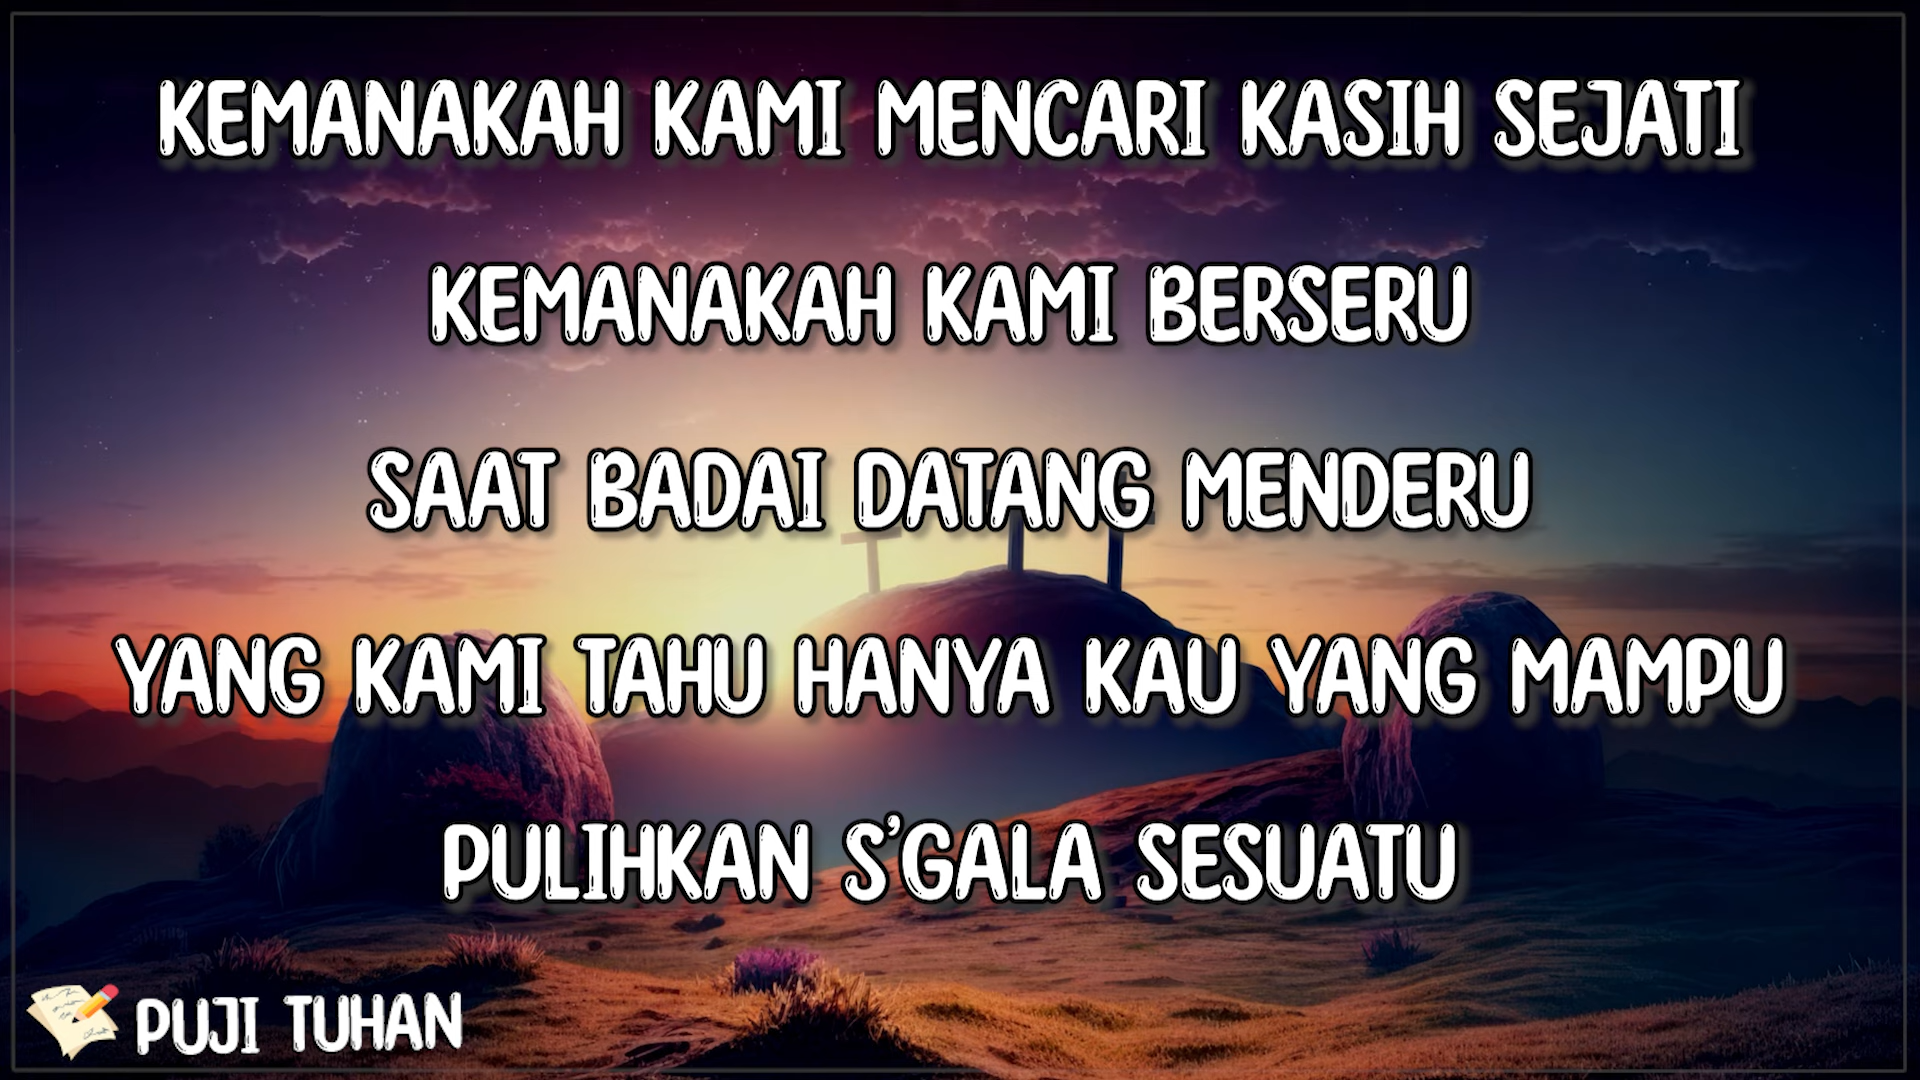 KEMANAKAH KAMI MENCARI KASIH SEJATI
KEMANAKAH KAMI BERSERU
SAAT BADAI DATANG MENDERU
YANG KAMI TAHU HANYA KAU YANG MAMPU
PULIHKAN S'GALA SESUATU
PUJI TUHAN